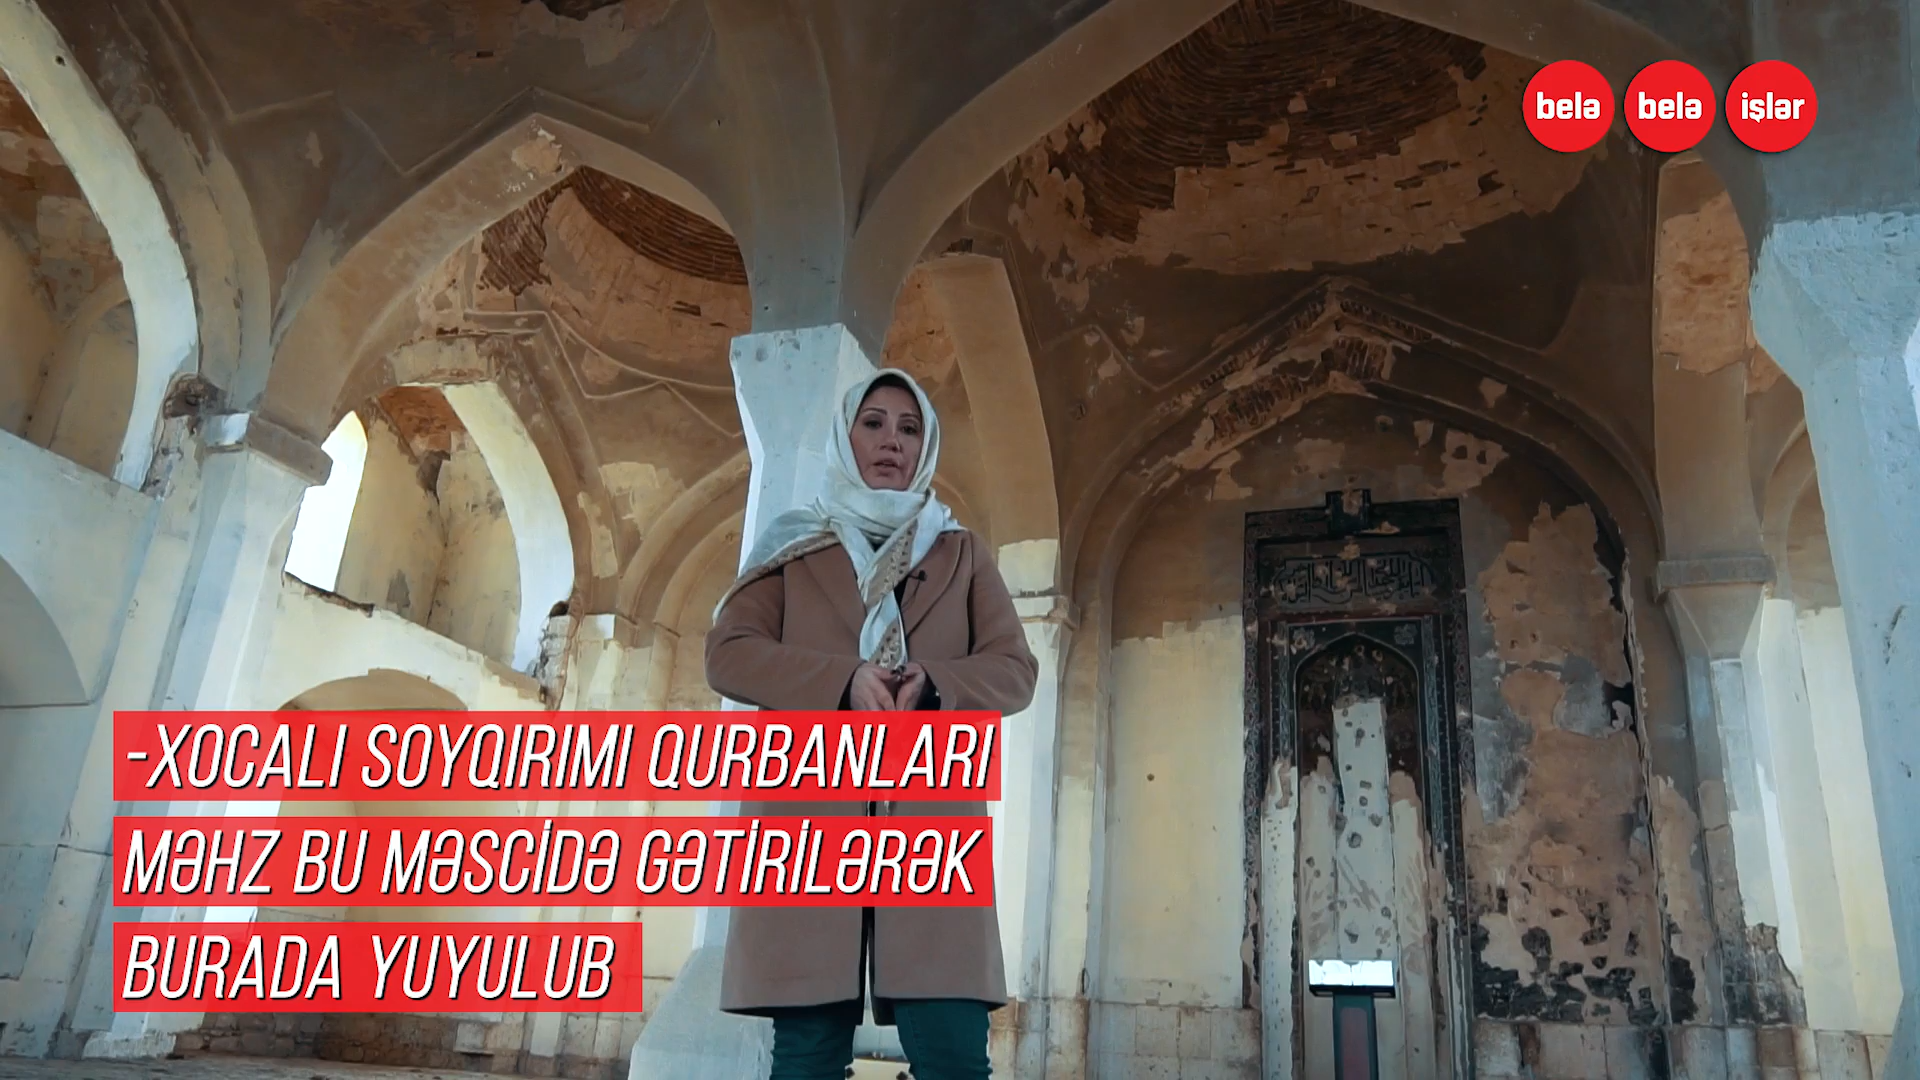 belə belə işlər
-XOCALI SOYQIRIMI QURBANLARI
MƏHZ BU MƏSCİDƏ GƏTİRİLƏRƏK
BURADA YUYULUB